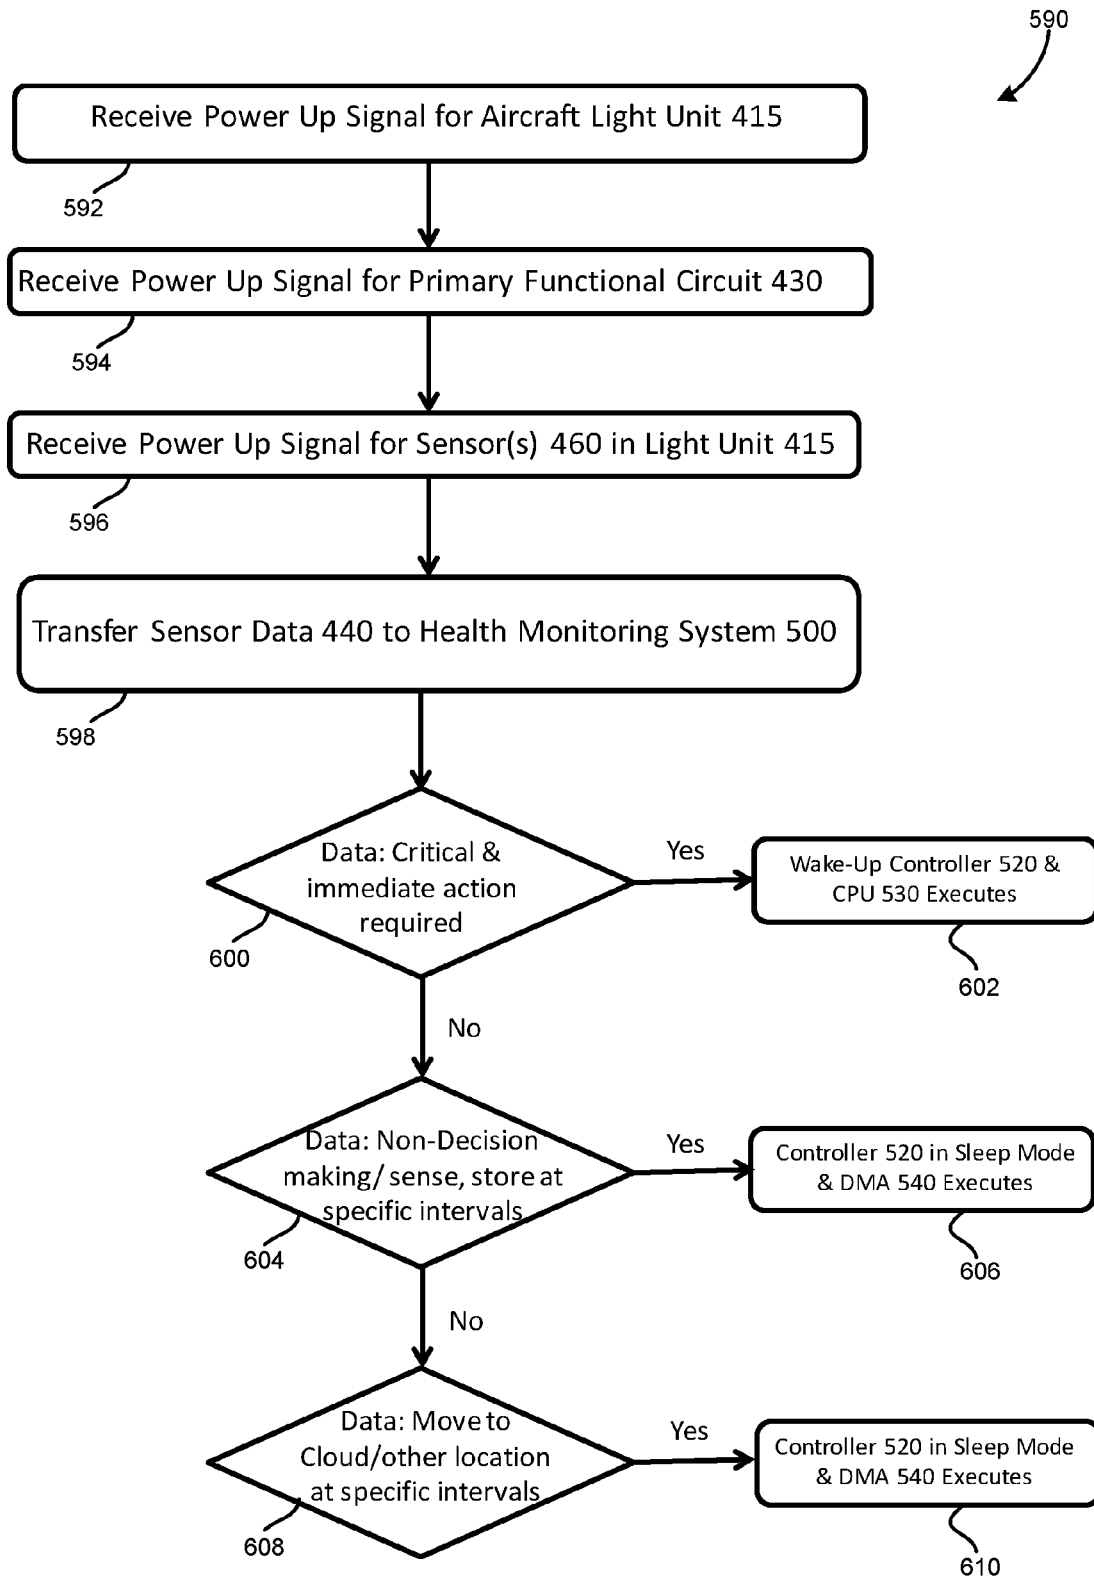 590
Receive Power Up Signal for Aircraft Light Unit 415
592
Receive Power Up Signal for Primary Functional Circuit 430
594
Receive Power Up Signal for Sensor(s) 460 in Light Unit 415
596
Transfer Sensor Data 440 to Health Monitoring System 500
598
Data: Critical &
immediate action
required
600
Yes
Wake-Up Controller 520 &
CPU 530 Executes
602
No
Data: Non-Decision
making/ sense, store at
specific intervals
604
Yes
Controller 520 in Sleep Mode
& DMA 540 Executes
606
No
Data: Move to
Cloud/other location
at specific intervals
608
Yes
Controller 520 in Sleep Mode
& DMA 540 Executes
610